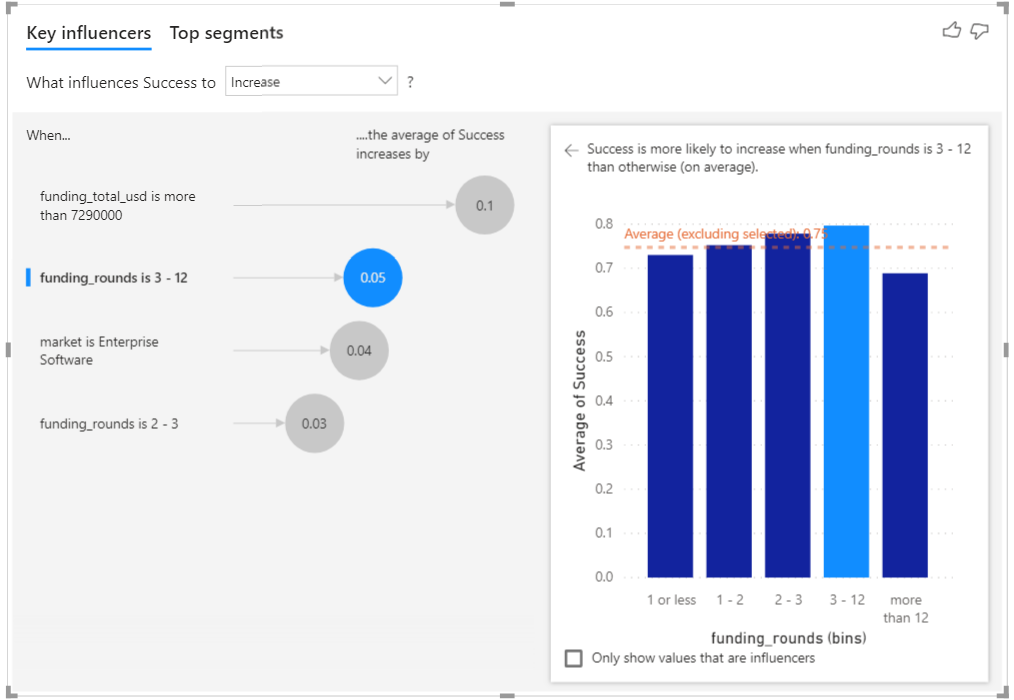 Key influencers
Top segments
What influences Success to
Increase
?
When...
....the average of Success
increases by
funding_total_usd is more
than 7290000
0.1
funding_rounds is 3 - 12
0.05
market is Enterprise
Software
0.04
funding_rounds is 2 - 3
0.03
Success is more likely to increase when funding_rounds is 3 - 12
than otherwise (on average).
Average of Success
0.8
0.7
0.6
0.5
0.4
0.3
0.2
0.1
0.0
Average (excluding selected): 0.75
1 or less
1 - 2
2 - 3
3 - 12
more
than 12
funding_rounds (bins)
Only show values that are influencers